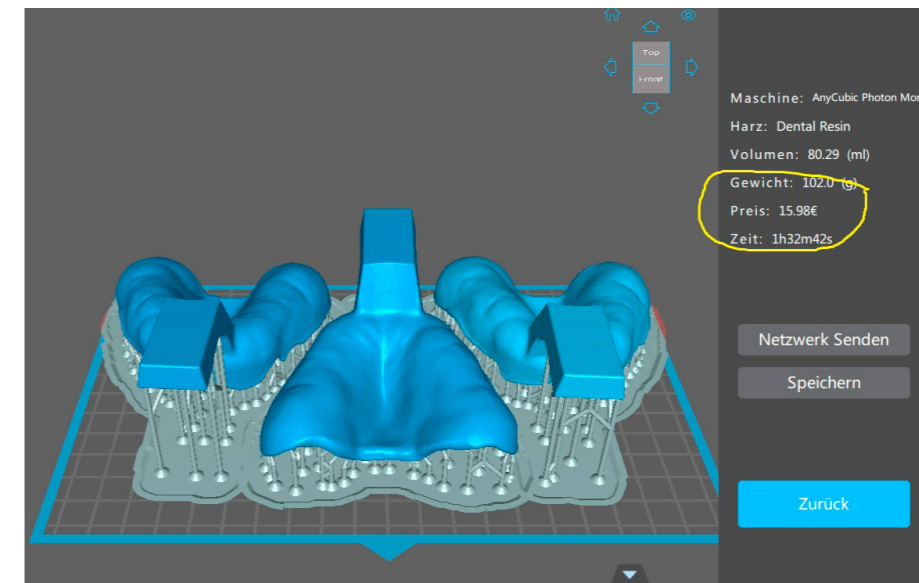 Top
Front
Maschine: AnyCubic Photon Mon
Harz: Dental Resin
Volumen: 80.29 (ml)
Gewicht: 102.0 (g)
Preis: 15.98€
Zeit: 1h32m42s
Netzwerk Senden
Speichern
Zurück